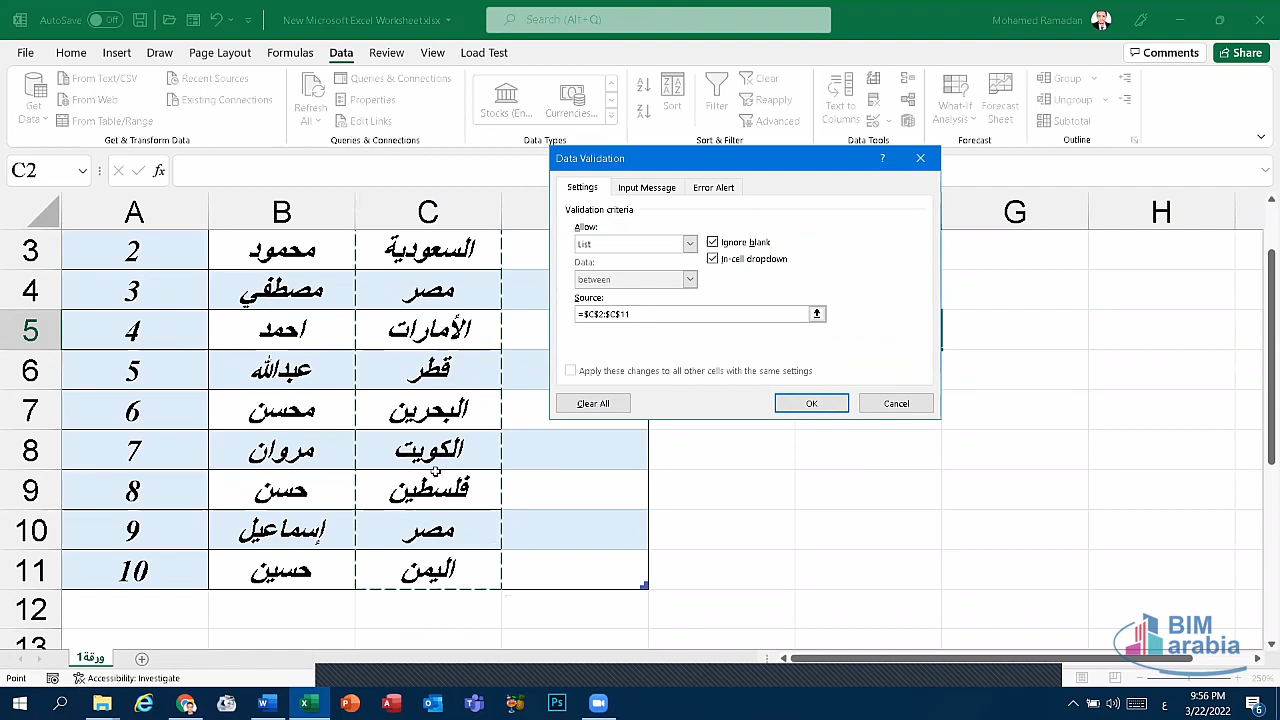 AutoSave Off New Microsoft Excel Worksheet.xlsx Search (Alt+Q) Mohamed Ramadan
File Home Insert Draw Page Layout Formulas Data Review View Load Test Comments Share
Get Data From Text/CSV From Web From Table/Range Recent Sources Existing Connections
Refresh All Queries & Connections Properties Edit Links
Stocks (En... Currencies...
Sort Filter Clear Reapply Advanced
Text to Columns What-If Analysis Forecast Sheet Group Ungroup Subtotal
Get & Transform Data Queries & Connections Data Types Sort & Filter Data Tools Forecast Outline
C2 fx
Data Validation ?
Settings Input Message Error Alert
Validation criteria
Allow:
List Ignore blank
Data: In-cell dropdown
between
Source:
=$C$2:$C$11
Apply these changes to all other cells with the same settings
Clear All OK Cancel
A B C G H
3 2 محمود السعودية
4 3 مصطفي مصر
5 4 احمد الأمارات
6 5 عبدالله قطر
7 6 محسن البحرين
8 7 مروان الكويت
9 8 حسن فلسطين
10 9 إسماعيل مصر
11 10 حسين اليمن
12
13
BIM
arabia
ورقة1
Point Accessibility: Investigate 250%
9:56 PM
3/22/2022
ع
6